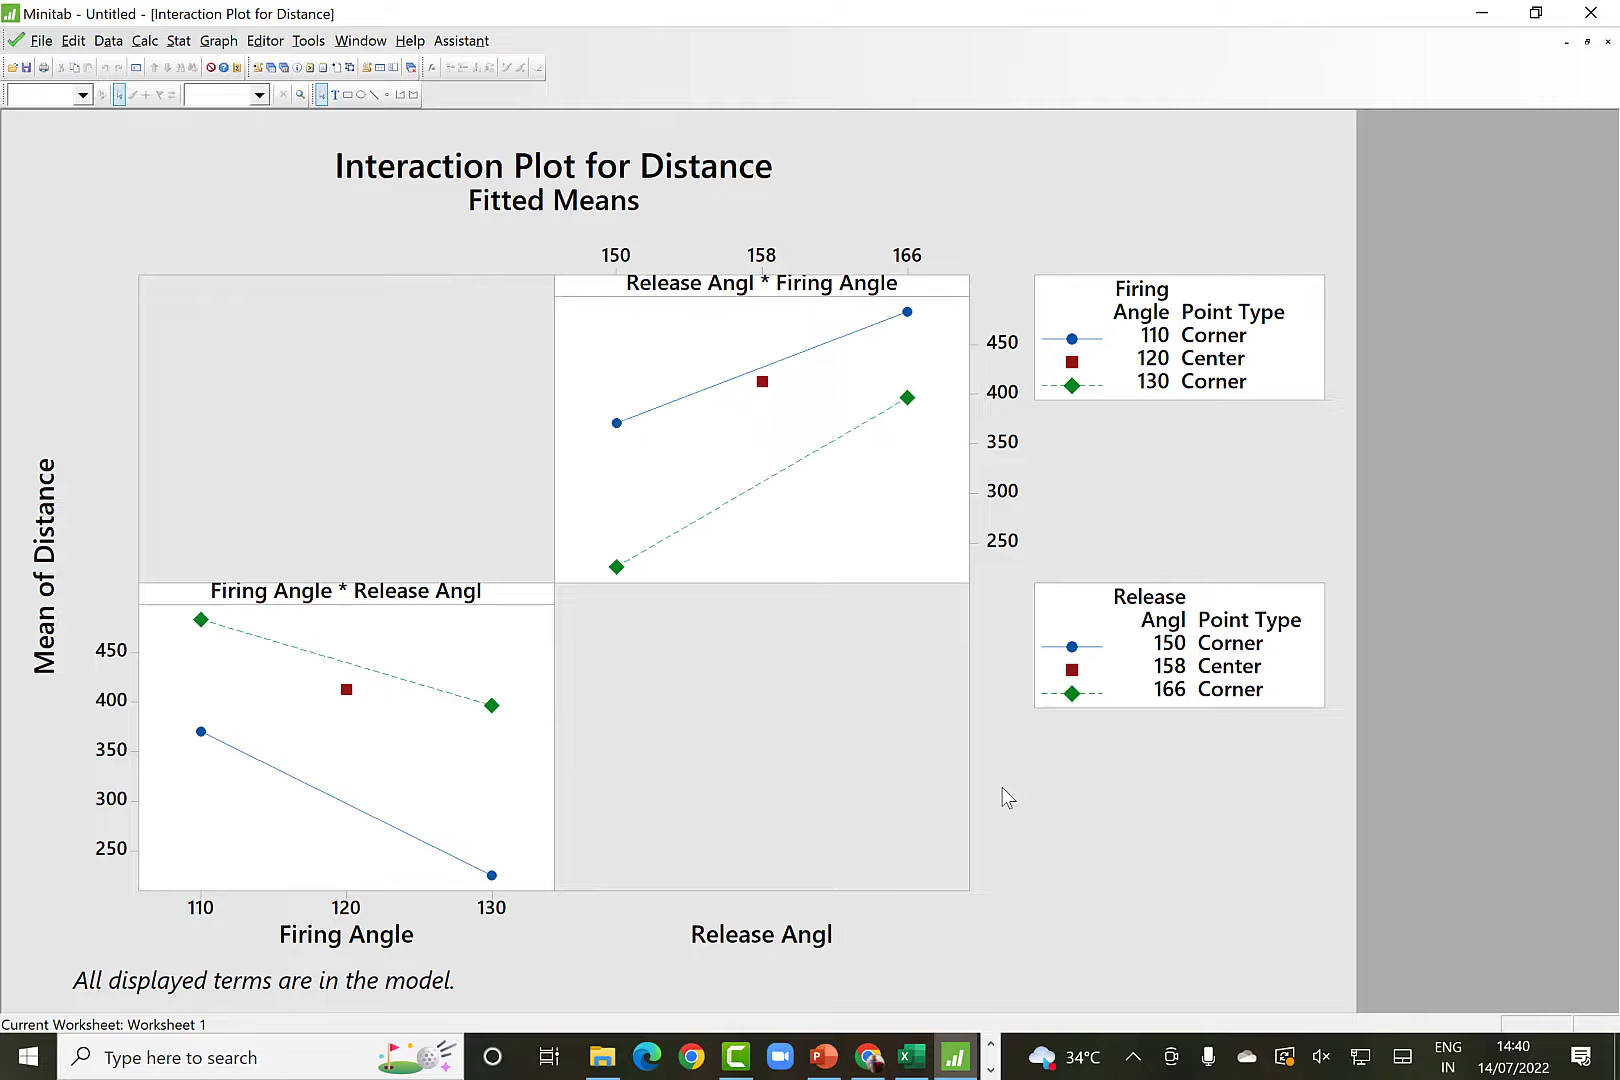 Minitab - Untitled - [Interaction Plot for Distance]
File Edit Data Calc Stat Graph Editor Tools Window Help Assistant
Interaction Plot for Distance
Fitted Means
150 158 166
Release Angl * Firing Angle
450
400
350
300
250
Firing
Angle Point Type
110 Corner
120 Center
130 Corner
Mean of Distance
Firing Angle * Release Angl
450
400
350
300
250
110 120 130
Firing Angle
Release Angl
Release
Angl Point Type
150 Corner
158 Center
166 Corner
All displayed terms are in the model.
Current Worksheet: Worksheet 1
Type here to search
34°C
ENG
IN
14:40
14/07/2022